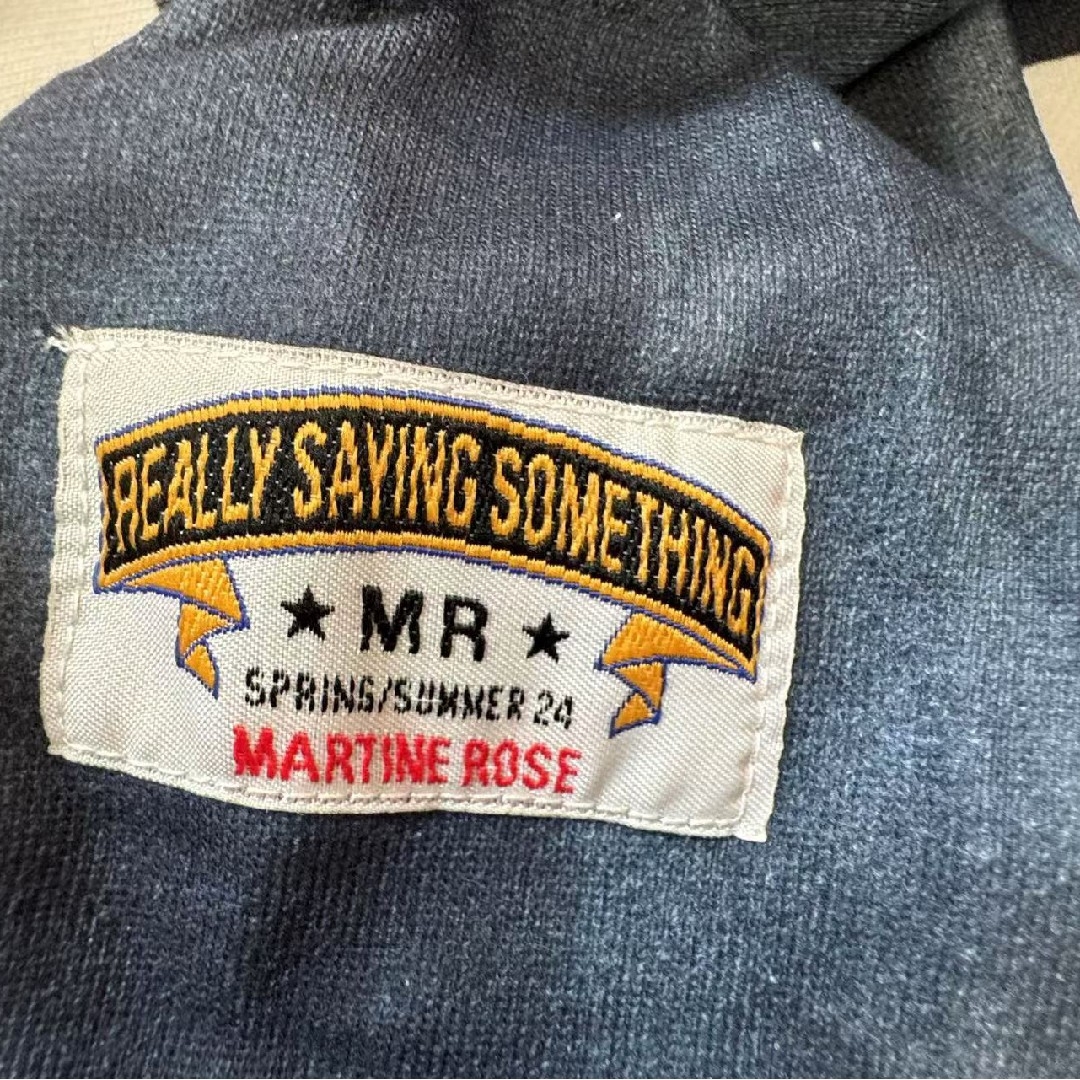 REALLY SAYING SOMETHING
★ MR ★
SPRING/SUMMER 24
MARTINE ROSE